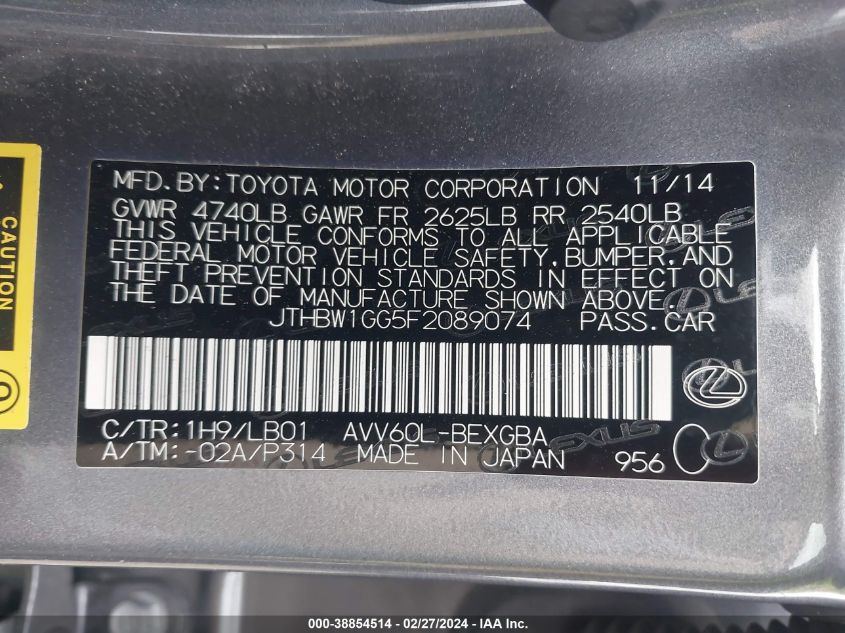 MFD.BY:TOYOTA MOTOR CORPORATION 11/14
GVWR 4740LB GAWR FR 2625LB RR 2540LB
THIS VEHICLE CONFORMS TO ALL APPLICABLE
FEDERAL MOTOR VEHICLE SAFETY,BUMPER,AND
THEFT PREVENTION STANDARDS IN EFFECT ON
THE DATE OF MANUFACTURE SHOWN ABOVE.
JTHBW1GG5F2089074 PASS.CAR
C/TR:1H9/LB01 AVV60L-BEXGBA
A/TM:-02A/P314 MADE IN JAPAN 956
CAUTION
LEXUS
000-38854514 - 02/27/2024 - © IAA, Inc.